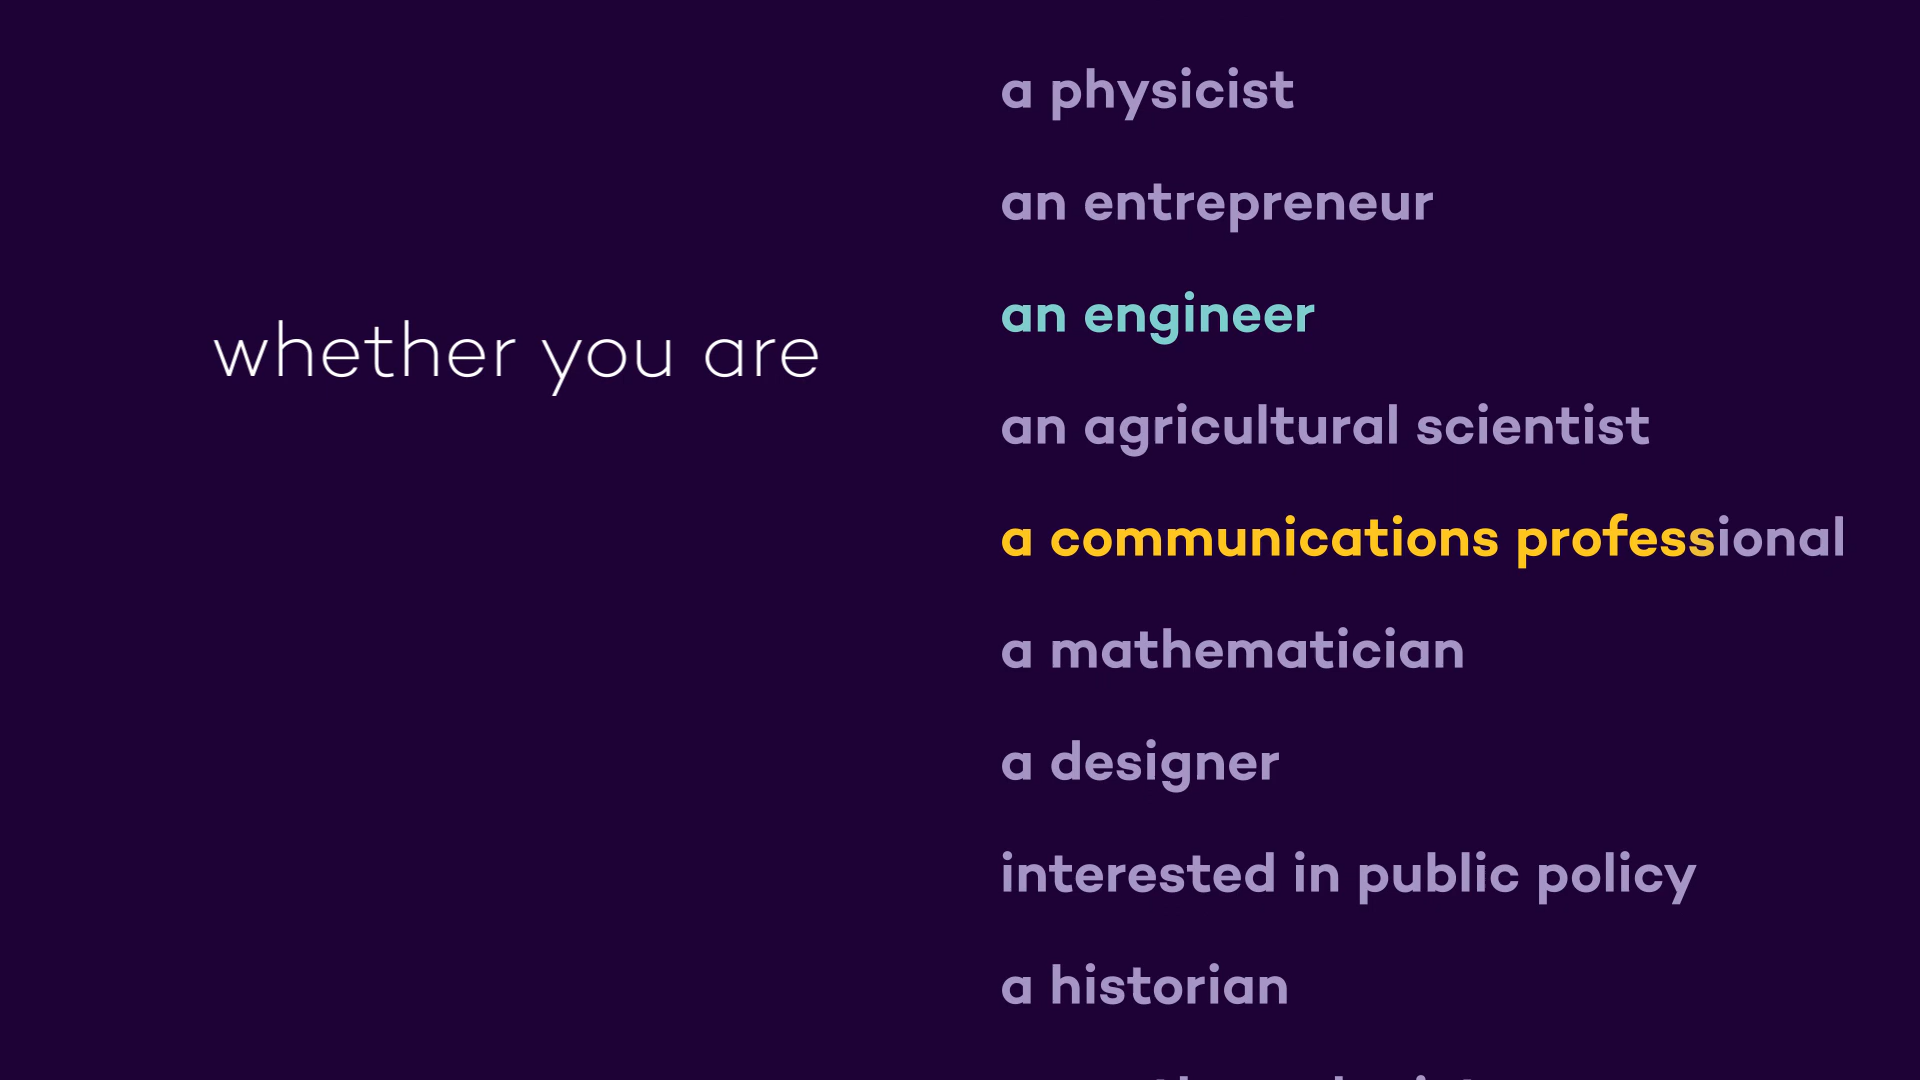 whether you are
a physicist
an entrepreneur
an engineer
an agricultural scientist
a communications professional
a mathematician
a designer
interested in public policy
a historian